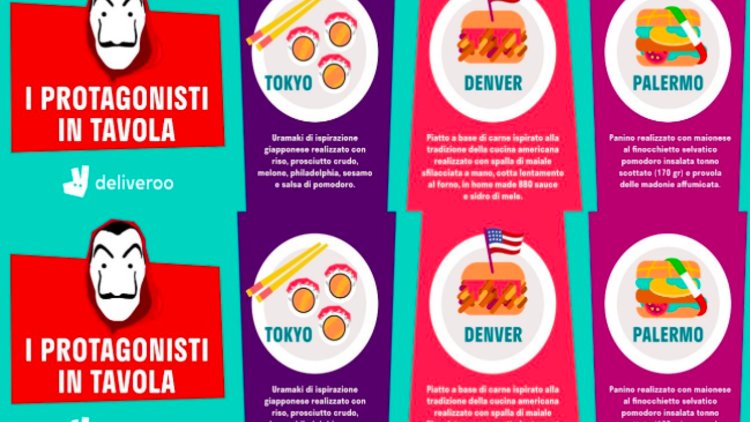 I PROTAGONISTI
IN TAVOLA
deliveroo
TOKYO
Uramaki di ispirazione
giapponese realizzato con
riso, prosciutto crudo,
melone, philadelphia, sesamo
e salsa di pomodoro.
DENVER
Piatto a base di carne ispirato alla
tradizione della cucina americana
realizzato con spalla di maiale
sfilacciata a mano, cotta lentamento
al forno, in home made BBQ sauce
e sidro di mele.
PALERMO
Panino realizzato con maionese
al finocchietto selvatico
pomodoro insalata tonno
scottato (170 gr) e provola
delle madonie affumicata.
I PROTAGONISTI
IN TAVOLA
TOKYO
Uramaki di ispirazione
giapponese realizzato con
riso, prosciutto crudo,
DENVER
Piatto a base di carne ispirato alla
tradizione della cucina americana
realizzato con spalla di maiale
PALERMO
Panino realizzato con maionese
al finocchietto selvatico
pomodoro insalata tonno